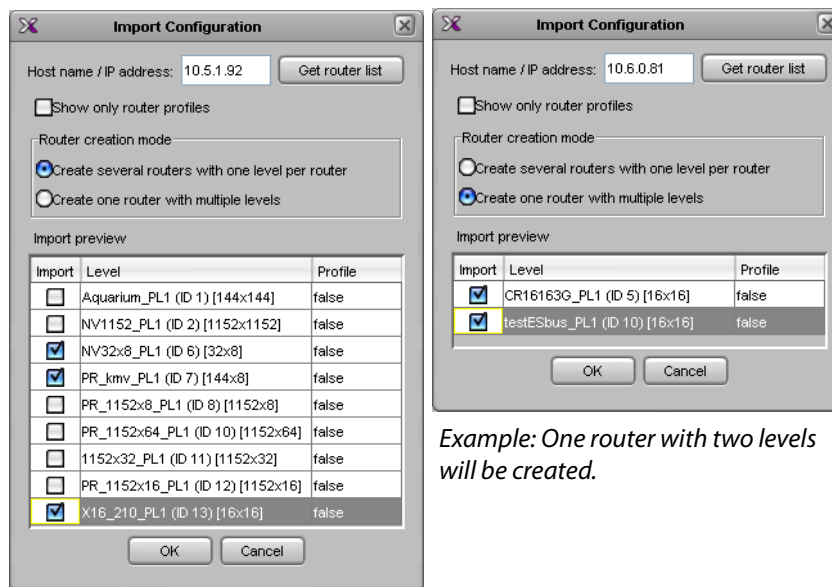 Import Configuration
Host name / IP address: 10.5.1.92 Get router list
Show only router profiles
Router creation mode
Create several routers with one level per router
Create one router with multiple levels
Import preview
Import Level Profile
Aquarium_PL1 (ID 1) [144x144] false
NV1152_PL1 (ID 2) [1152x1152] false
NV32x8_PL1 (ID 6) [32x8] false
PR_kmv_PL1 (ID 7) [144x8] false
PR_1152x8_PL1 (ID 8) [1152x8] false
PR_1152x64_PL1 (ID 10) [1152x64] false
1152x32_PL1 (ID 11) [1152x32] false
PR_1152x16_PL1 (ID 12) [1152x16] false
X16_210_PL1 (ID 13) [16x16] false
OK Cancel
Import Configuration
Host name / IP address: 10.6.0.81 Get router list
Show only router profiles
Router creation mode
Create several routers with one level per router
Create one router with multiple levels
Import preview
Import Level Profile
CR16163G_PL1 (ID 5) [16x16] false
testESbus_PL1 (ID 10) [16x16] false
OK Cancel
Example: One router with two levels
will be created.